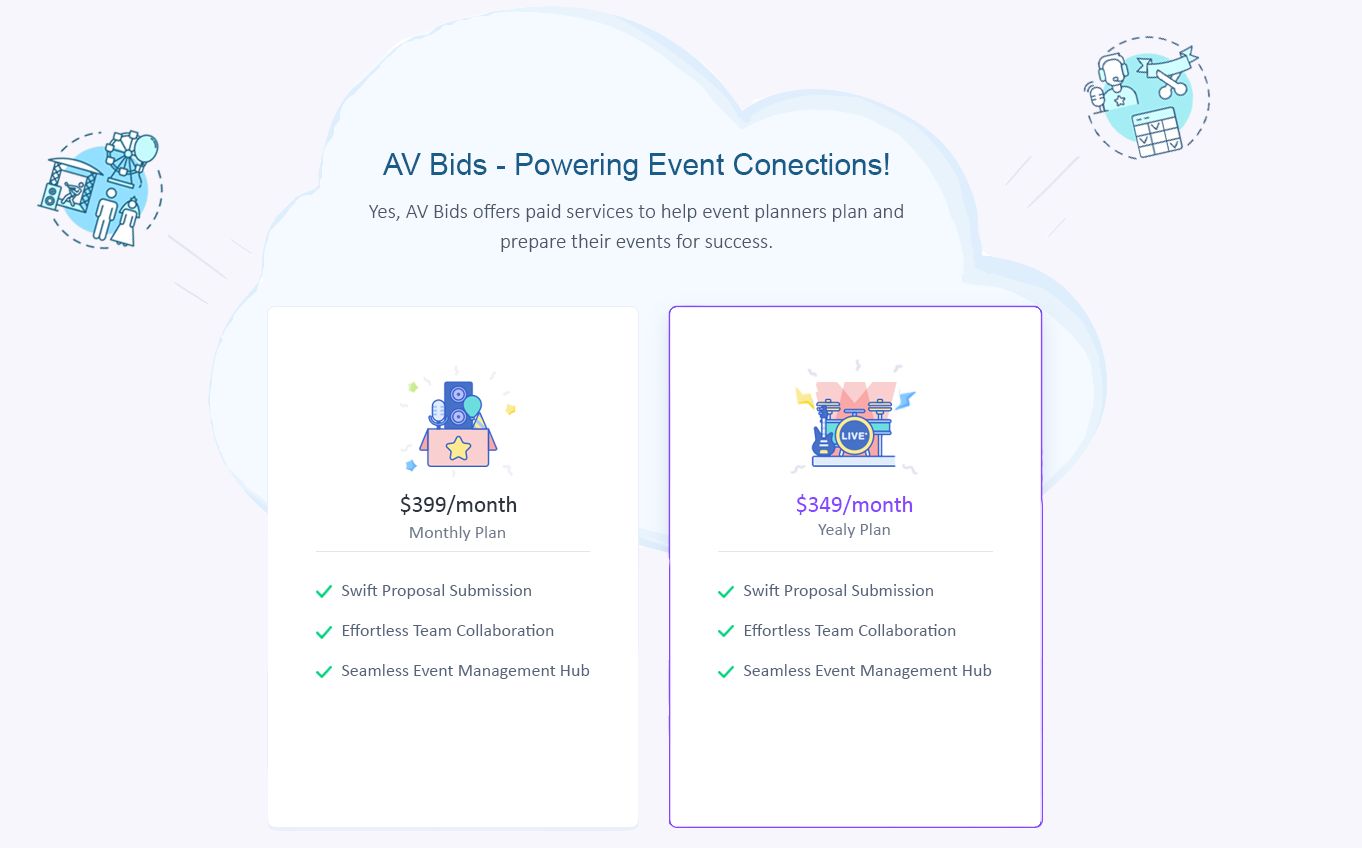 AV Bids - Powering Event Conections!
Yes, AV Bids offers paid services to help event planners plan and
prepare their events for success.
LIVE
$399/month
Monthly Plan
Swift Proposal Submission
Effortless Team Collaboration
Seamless Event Management Hub
$349/month
Yealy Plan
Swift Proposal Submission
Effortless Team Collaboration
Seamless Event Management Hub